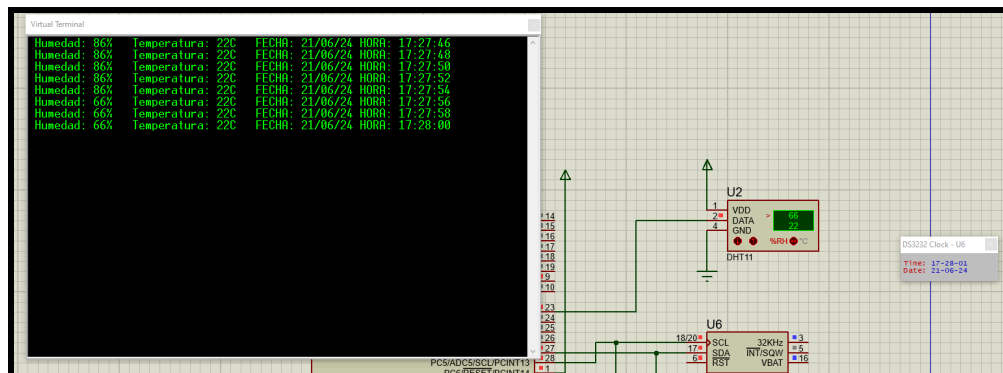 Virtual Terminal
Humedad: 86% Temperatura: 22C FECHA: 21/06/24 HORA: 17:27:46
Humedad: 86% Temperatura: 22C FECHA: 21/06/24 HORA: 17:27:48
Humedad: 86% Temperatura: 22C FECHA: 21/06/24 HORA: 17:27:50
Humedad: 86% Temperatura: 22C FECHA: 21/06/24 HORA: 17:27:52
Humedad: 86% Temperatura: 22C FECHA: 21/06/24 HORA: 17:27:54
Humedad: 66% Temperatura: 22C FECHA: 21/06/24 HORA: 17:27:56
Humedad: 66% Temperatura: 22C FECHA: 21/06/24 HORA: 17:27:58
Humedad: 66% Temperatura: 22C FECHA: 21/06/24 HORA: 17:28:00
14
15
16
17
18
19
9
10
23
24
25
26
27
28
1
PC5/ADC5/SCL/PCINT13
PC6/RESET/PCINT14
U2
1 VDD
2 DATA > 66
4 GND 22
%RH °C
DHT11
DS3232 Clock - U6
Time: 17-28-01
Date: 21-06-24
U6
18/20 SCL 32KHz 3
17 SDA INT/SQW 5
6 RST VBAT 16